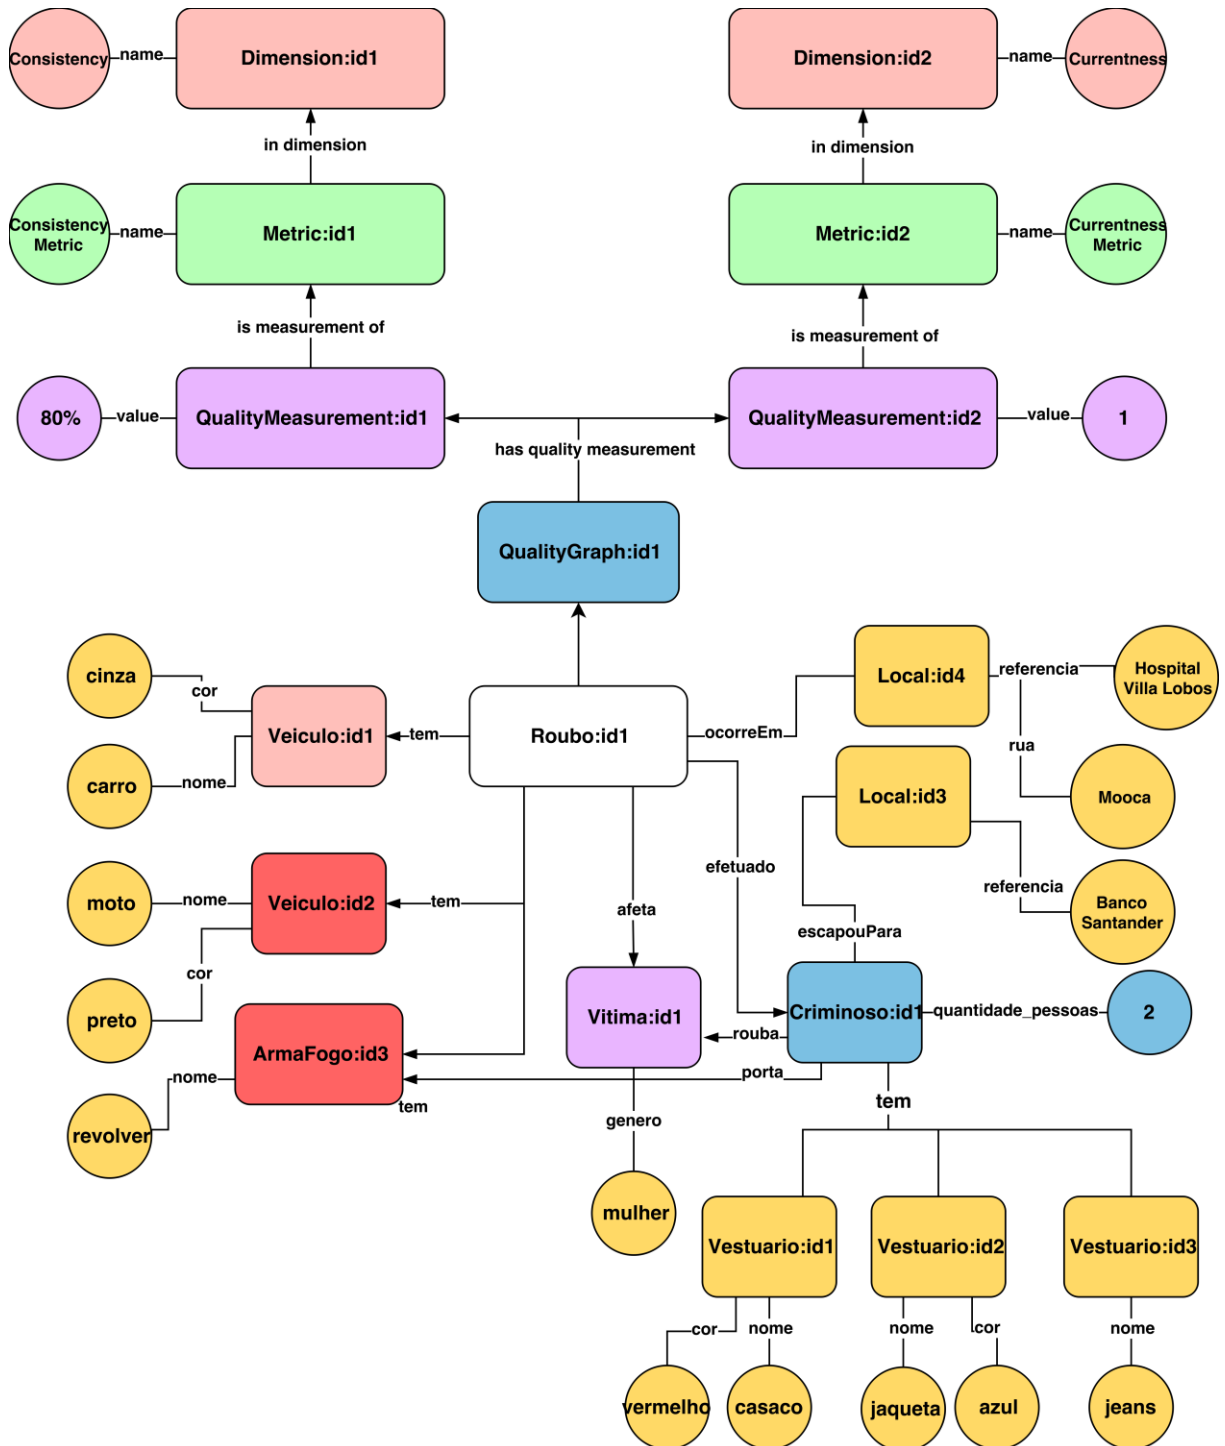 Consistency
name
Dimension:id1
Dimension:id2
name
Currentness
in dimension
in dimension
Consistency
Metric
name
Metric:id1
Metric:id2
name
Currentness
Metric
is measurement of
is measurement of
80%
value
QualityMeasurement:id1
QualityMeasurement:id2
value
1
has quality measurement
QualityGraph:id1
cinza
cor
Veiculo:id1
tem
Roubo:id1
ocorreEm
Local:id4
referencia
Hospital
Villa Lobos
rua
carro
nome
Local:id3
Mooca
efetuado
referencia
moto
nome
Veiculo:id2
tem
afeta
Banco
Santander
escapouPara
cor
preto
Vitima:id1
rouba
Criminoso:id1
quantidade_pessoas
2
ArmaFogo:id3
nome
porta
tem
tem
revolver
genero
mulher
Vestuario:id1
Vestuario:id2
Vestuario:id3
cor
nome
nome
cor
nome
vermelho
casaco
jaqueta
azul
jeans